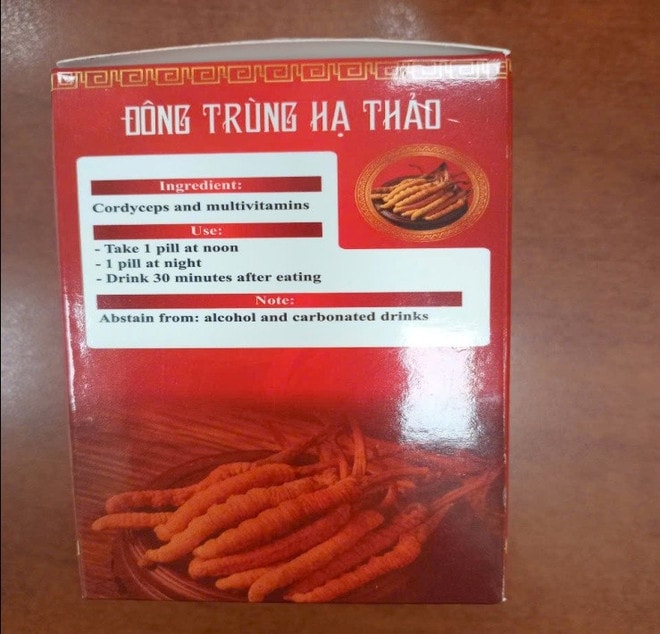 ĐÔNG TRÙNG HẠ THẢO
Ingredient:
Cordyceps and multivitamins
Use:
- Take 1 pill at noon
- 1 pill at night
- Drink 30 minutes after eating
Note:
Abstain from: alcohol and carbonated drinks